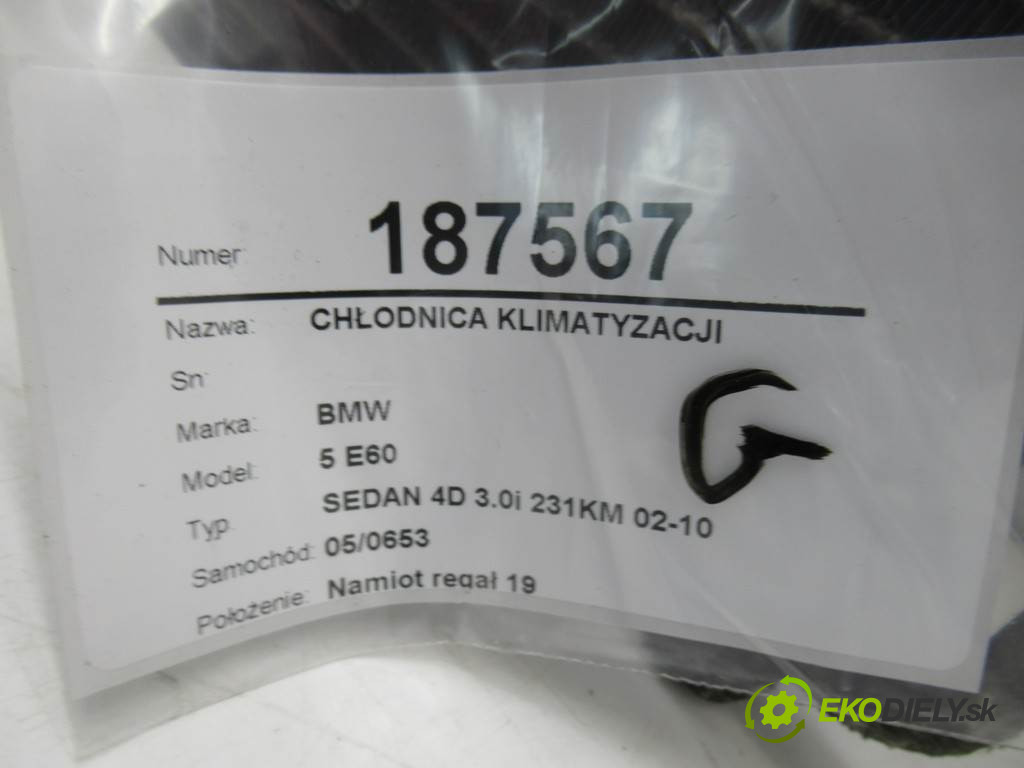 Numer: 187567
Nazwa: CHŁODNICA KLIMATYZACJI
Sn:
Marka: BMW
Model: 5 E60
Typ. SEDAN 4D 3.0i 231KM 02-10
Samochód: 05/0653
Położenie: Namiot regał 19
G
EKODIELY.sk